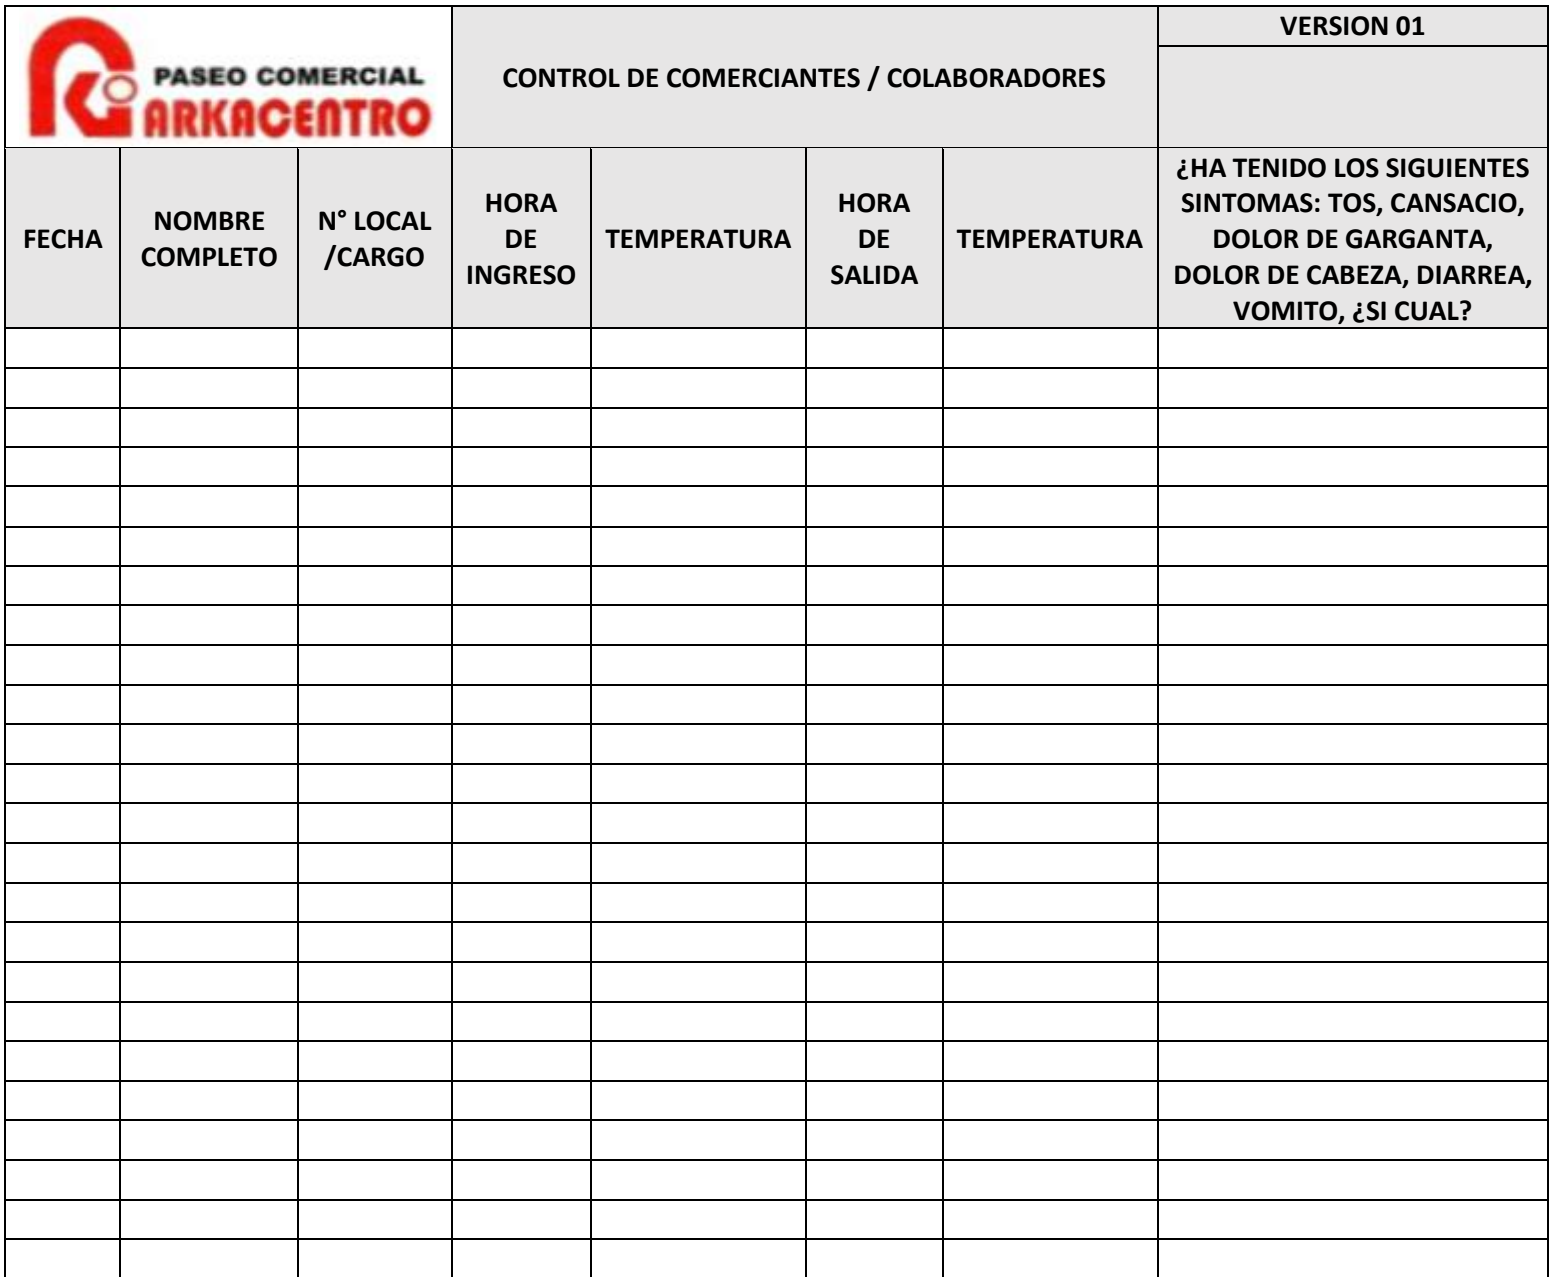 PASEO COMERCIAL
ARKACENTRO
CONTROL DE COMERCIANTES / COLABORADORES
VERSION 01
FECHA
NOMBRE
COMPLETO
N° LOCAL
/CARGO
HORA
DE
INGRESO
TEMPERATURA
HORA
DE
SALIDA
TEMPERATURA
¿HA TENIDO LOS SIGUIENTES
SINTOMAS: TOS, CANSACIO,
DOLOR DE GARGANTA,
DOLOR DE CABEZA, DIARREA,
VOMITO, ¿SI CUAL?